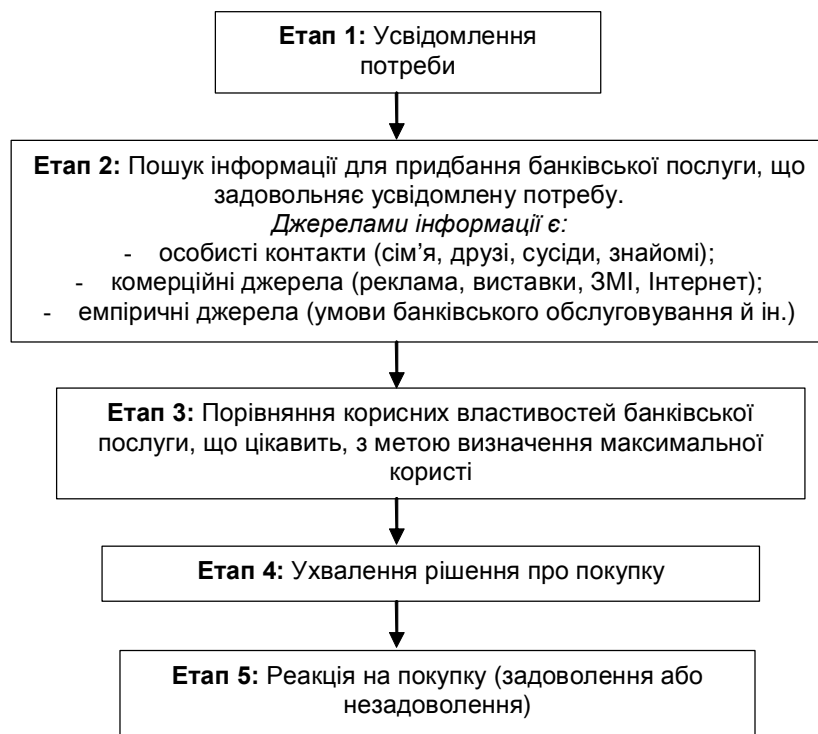 Етап 1: Усвідомлення
потреби
Етап 2: Пошук інформації для придбання банківської послуги, що
задовольняє усвідомлену потребу.
Джерелами інформації є:
- особисті контакти (сім’я, друзі, сусіди, знайомі);
- комерційні джерела (реклама, виставки, ЗМІ, Інтернет);
- емпіричні джерела (умови банківського обслуговування й ін.)
Етап 3: Порівняння корисних властивостей банківської
послуги, що цікавить, з метою визначення максимальної
користі
Етап 4: Ухвалення рішення про покупку
Етап 5: Реакція на покупку (задоволення або
незадоволення)